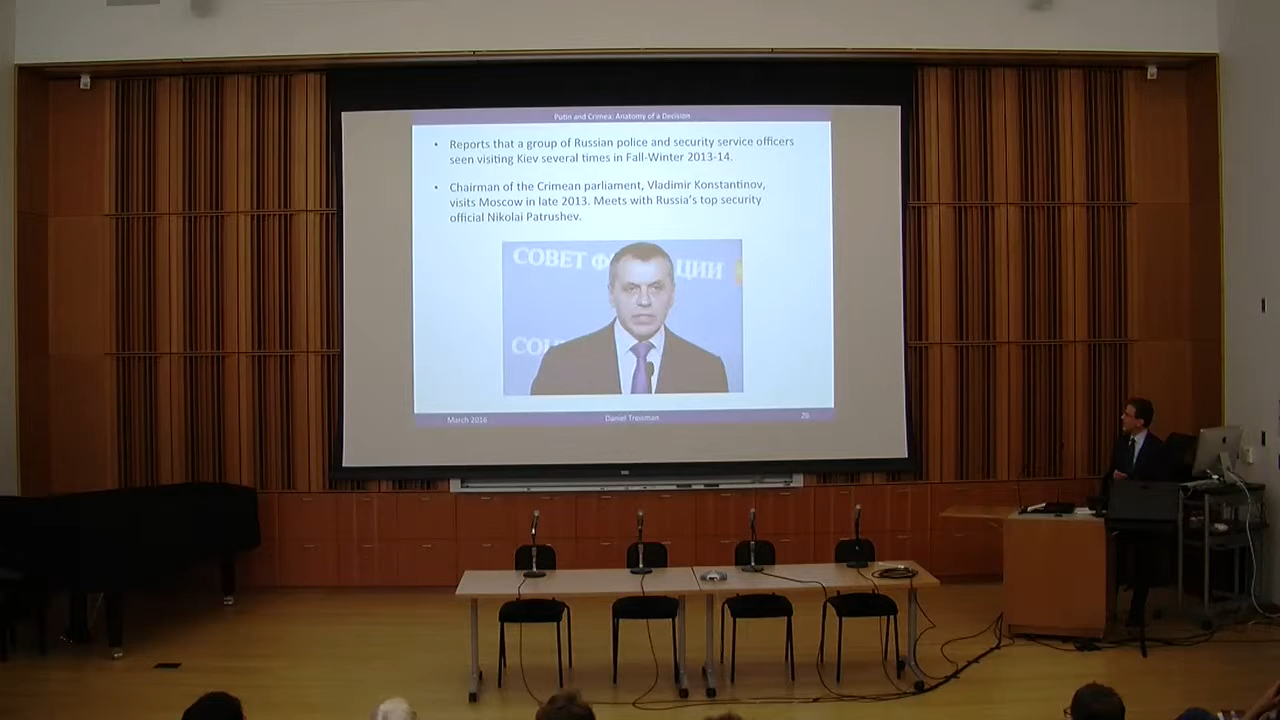 Putin and Crimea: Anatomy of a Decision
• Reports that a group of Russian police and security service officers
seen visiting Kiev several times in Fall-Winter 2013-14.
• Chairman of the Crimean parliament, Vladimir Konstantinov,
visits Moscow in late 2013. Meets with Russia's top security
official Nikolai Patrushev.
СОВЕТ Ф ЦИИ
СО
March 2016 Daniel Treisman 26